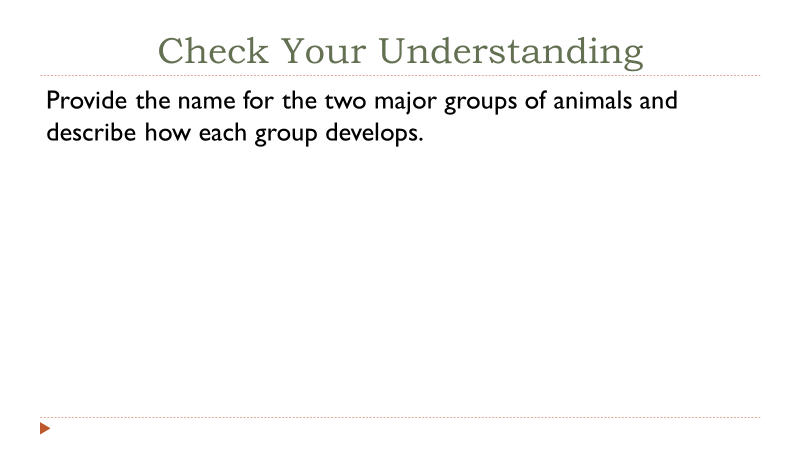 Check Your Understanding
Provide the name for the two major groups of animals and
describe how each group develops.